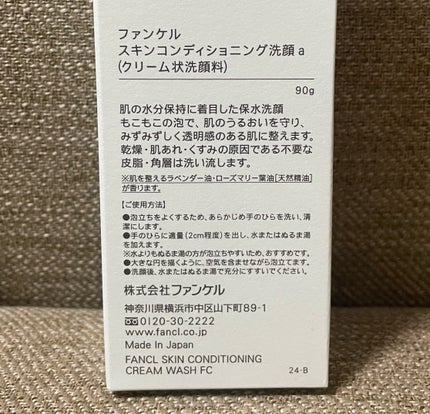 ファンケル
スキンコンディショニング洗顔 a
(クリーム状洗顔料)
90g
肌の水分保持に着目した保水洗顔
もこもこの泡で、肌のうるおいを守り、
みずみずしく透明感のある肌に整えます。
乾燥・肌あれ・くすみの原因である不要な
皮脂・角層は洗い流します。
※肌を整えるラベンダー油・ローズマリー葉油[天然精油]
が香ります。
【ご使用方法】
●泡立ちをよくするため、あらかじめ手のひらを洗い、清
潔にします。
●手のひらに適量(2cm程度)を出し、水またはぬるま湯
を加えます。
※水よりもぬるま湯の方が泡立ちやすいため、おすすめです。
●大きな円を描くように、空気を含ませながら泡立てます。
●洗顔後、水またはぬるま湯で充分にすすいでください。
株式会社ファンケル
神奈川県横浜市中区山下町89-1
0120-30-2222
www.fancl.co.jp
Made In Japan
FANCL SKIN CONDITIONING
CREAM WASH FC
24-B